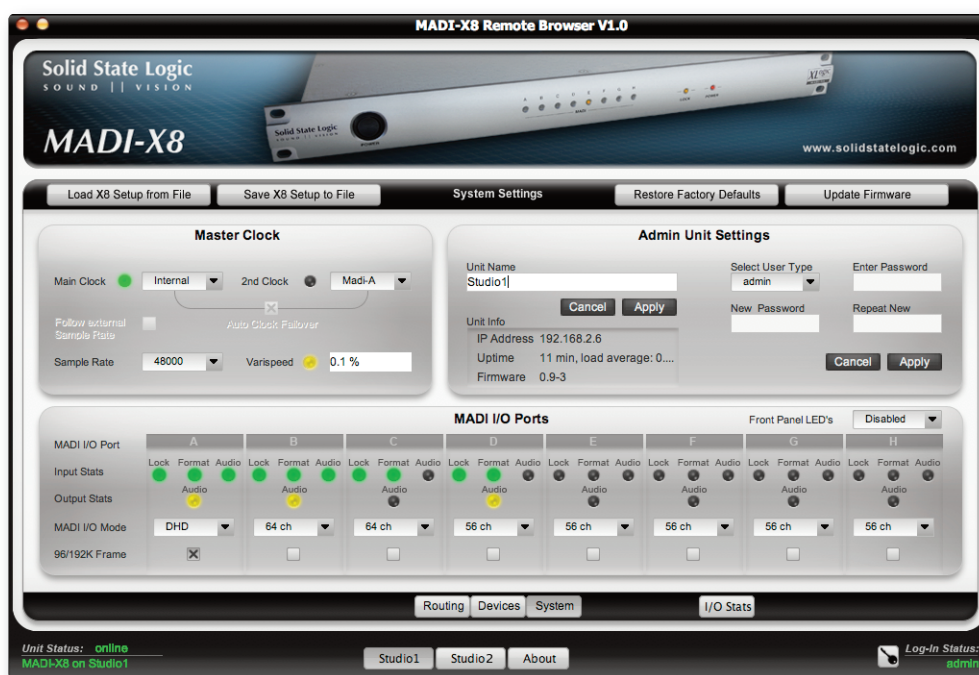 MADI-X8 Remote Browser V1.0
Solid State Logic
SOUND || VISION
MADI-X8
Solid State Logic
SOUND || VISION
POWER
A B C D E F G H
MADI
LOCK POWER
XLogic
www.solidstatelogic.com
Load X8 Setup from File Save X8 Setup to File System Settings Restore Factory Defaults Update Firmware
Master Clock
Main Clock Internal 2nd Clock Madi-A
Follow external
Sample Rate
Auto Clock Failover
Sample Rate 48000 Varispeed 0.1 %
Admin Unit Settings
Unit Name
Studio1
Cancel Apply
Unit Info
IP Address 192.168.2.6
Uptime 11 min, load average: 0....
Firmware 0.9-3
Select User Type Enter Password
admin
New Password Repeat New
Cancel Apply
MADI I/O Ports
Front Panel LED's Disabled
MADI I/O Port A B C D E F G H
Input Stats Lock Format Audio Lock Format Audio Lock Format Audio Lock Format Audio Lock Format Audio Lock Format Audio Lock Format Audio Lock Format Audio
Output Stats Audio Audio Audio Audio Audio Audio Audio Audio
MADI I/O Mode DHD 64 ch 64 ch 56 ch 56 ch 56 ch 56 ch 56 ch
96/192K Frame
Routing Devices System I/O Stats
Unit Status: online
MADI-X8 on Studio1
Studio1 Studio2 About
Log-In Status:
admin